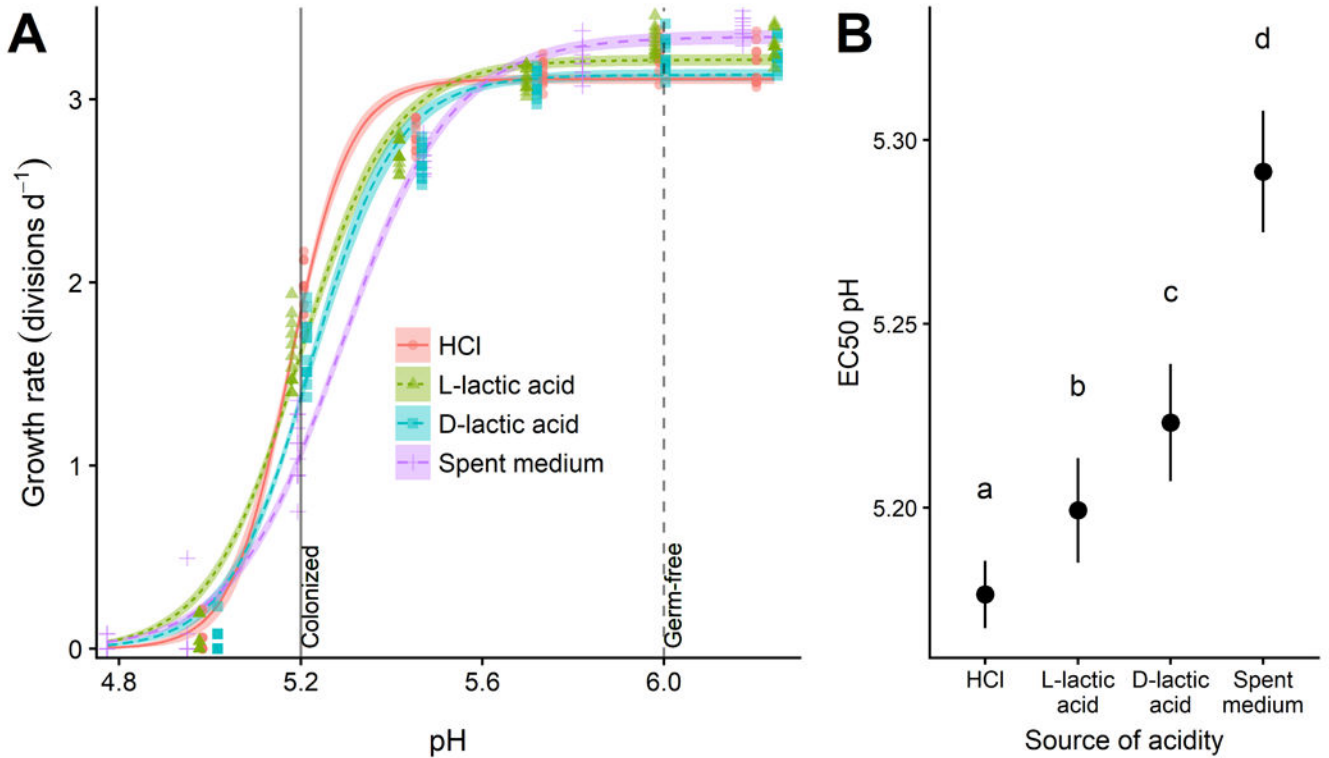 A
Growth rate (divisions d⁻¹)
3
2
1
0
HCl
L-lactic acid
D-lactic acid
Spent medium
Colonized
Germ-free
4.8 5.2 5.6 6.0
pH
B
EC50 pH
5.30
5.25
5.20
a
b
c
d
HCl L-lactic D-lactic Spent
acid acid medium
Source of acidity